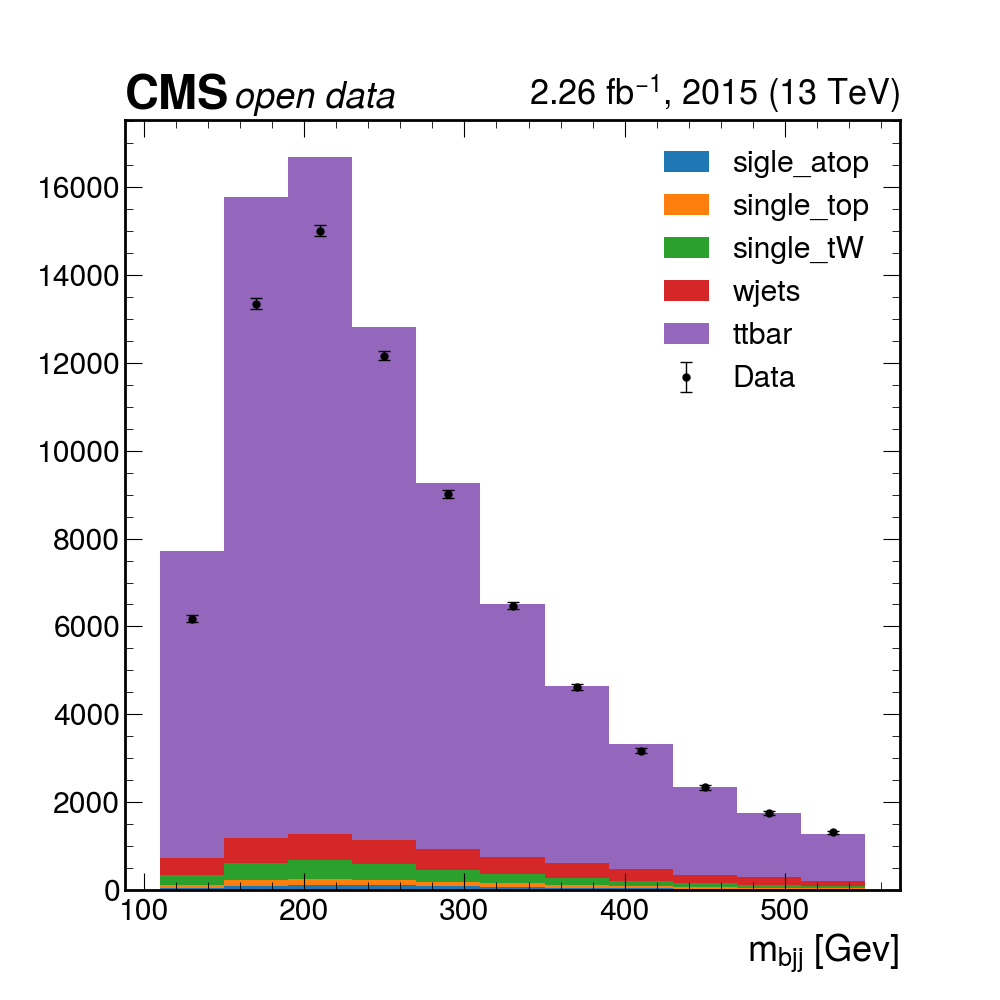 CMS open data 2.26 fb⁻¹, 2015 (13 TeV)
sigle_atop
single_top
single_tW
wjets
ttbar
Data
16000
14000
12000
10000
8000
6000
4000
2000
0
100 200 300 400 500
m_bjj [Gev]